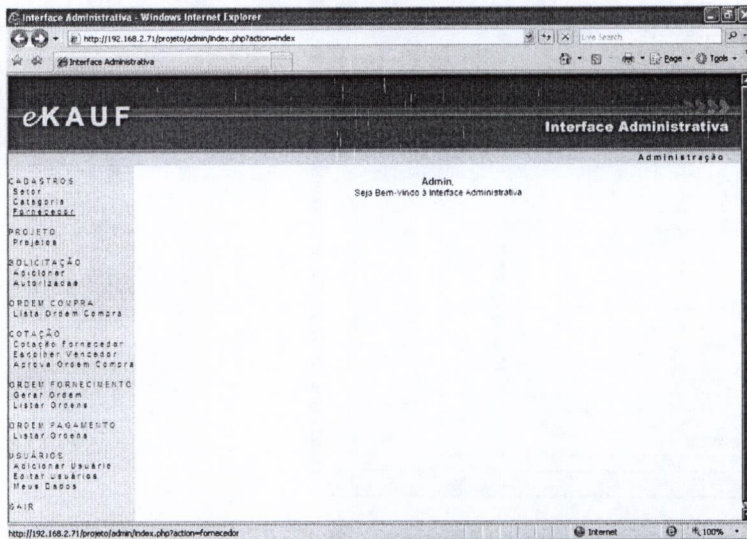 Interface Administrativa - Windows Internet Explorer
http://192.168.2.71/projeto/admin/index.php?action=index
Live Search
Interface Administrativa
Page
Tools
eKAUF
Interface Administrativa
Administração
CADASTROS
Setor
Categoria
Fornecedor
PROJETO
Projetos
SOLICITAÇÃO
Adicionar
Autorizadas
ORDEM COMPRA
Lista Ordem Compra
COTAÇÃO
Cotação Fornecedor
Escolher Vencedor
Aprova Ordem Compra
ORDEM FORNECIMENTO
Gerar Ordem
Listar Ordens
ORDEM PAGAMENTO
Listar Ordens
USUÁRIOS
Adicionar Usuário
Editar Usuários
Meus Dados
SAIR
Admin,
Seja Bem-Vindo à Interface Administrativa
http://192.168.2.71/projeto/admin/index.php?action=fornecedor
Internet
100%